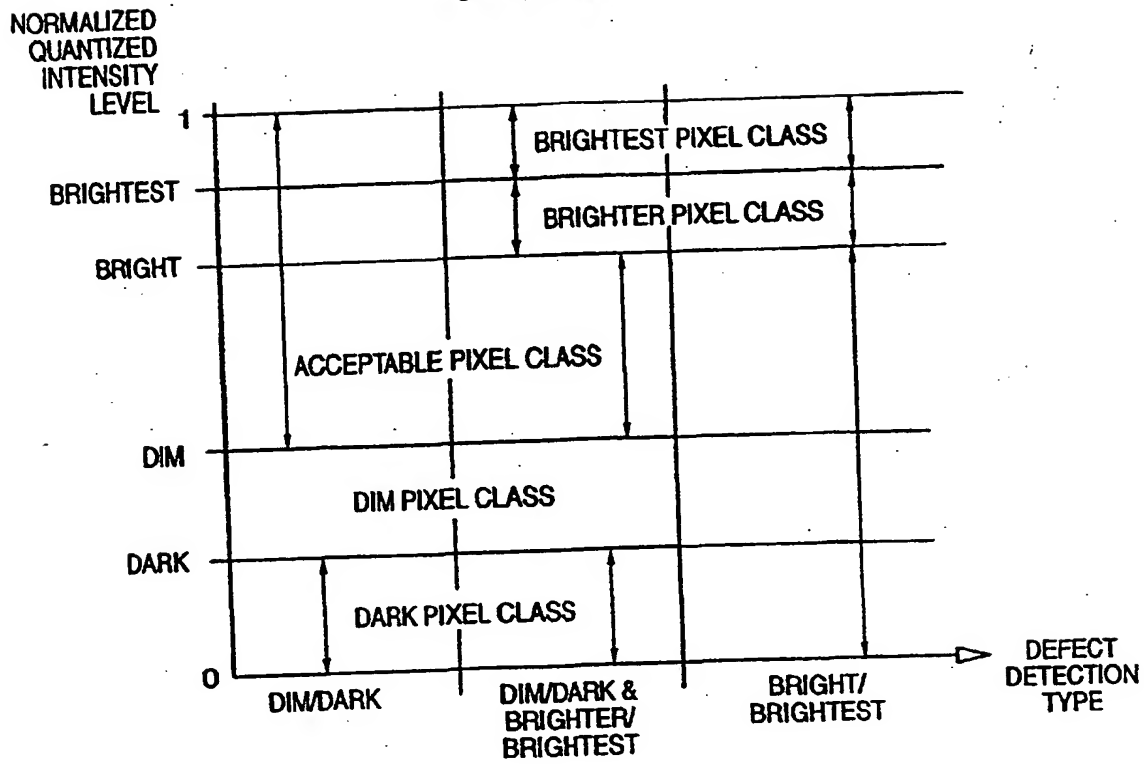 NORMALIZED
QUANTIZED
INTENSITY
LEVEL
1
BRIGHTEST PIXEL CLASS
BRIGHTEST
BRIGHTER PIXEL CLASS
BRIGHT
ACCEPTABLE PIXEL CLASS
DIM
DIM PIXEL CLASS
DARK
DARK PIXEL CLASS
0
DIM/DARK
DIM/DARK &
BRIGHTER/
BRIGHTEST
BRIGHT/
BRIGHTEST
DEFECT
DETECTION
TYPE